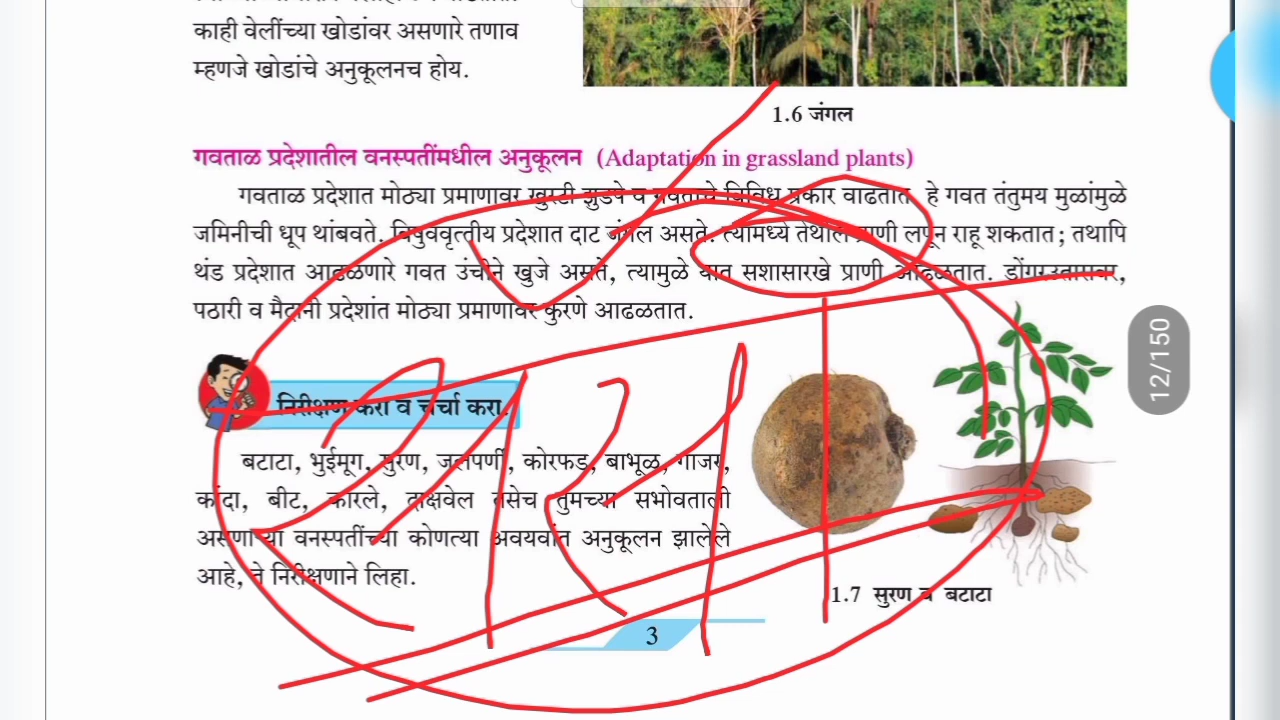 काही वेलींच्या खोडांवर असणारे तणाव
म्हणजे खोडांचे अनुकूलनच होय.
1.6 जंगल
गवताळ प्रदेशातील वनस्पतींमधील अनुकूलन (Adaptation in grassland plants)
गवताळ प्रदेशात मोठ्या प्रमाणावर खुरटी झुडपे व गवताचे विविध प्रकार वाढतात. हे गवत तंतुमय मुळांमुळे
जमिनीची धूप थांबवते. विषुववृत्तीय प्रदेशात दाट जंगल असते. त्यामध्ये तेथील प्राणी लपून राहू शकतात ; तथापि
थंड प्रदेशात आढळणारे गवत उंचीने खुजे असते, त्यामुळे यात सशासारखे प्राणी आढळतात. डोंगरउतारावर,
पठारी व मैदानी प्रदेशांत मोठ्या प्रमाणावर कुरणे आढळतात.
निरीक्षण करा व चर्चा करा.
बटाटा, भुईमूग, सुरण, जलपर्णी, कोरफड, बाभूळ, गाजर,
कांदा, बीट, कारले, द्राक्षवेल तसेच तुमच्या सभोवताली
असणाऱ्या वनस्पतींच्या कोणत्या अवयवांत अनुकूलन झालेले
आहे, ते निरीक्षणाने लिहा.
1.7 सुरण व बटाटा
3
12/150